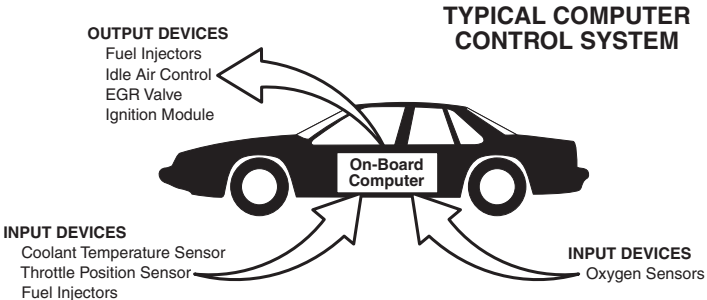 TYPICAL COMPUTER
CONTROL SYSTEM
OUTPUT DEVICES
Fuel Injectors
Idle Air Control
EGR Valve
Ignition Module
On-Board
Computer
INPUT DEVICES
Coolant Temperature Sensor
Throttle Position Sensor
Fuel Injectors
INPUT DEVICES
Oxygen Sensors